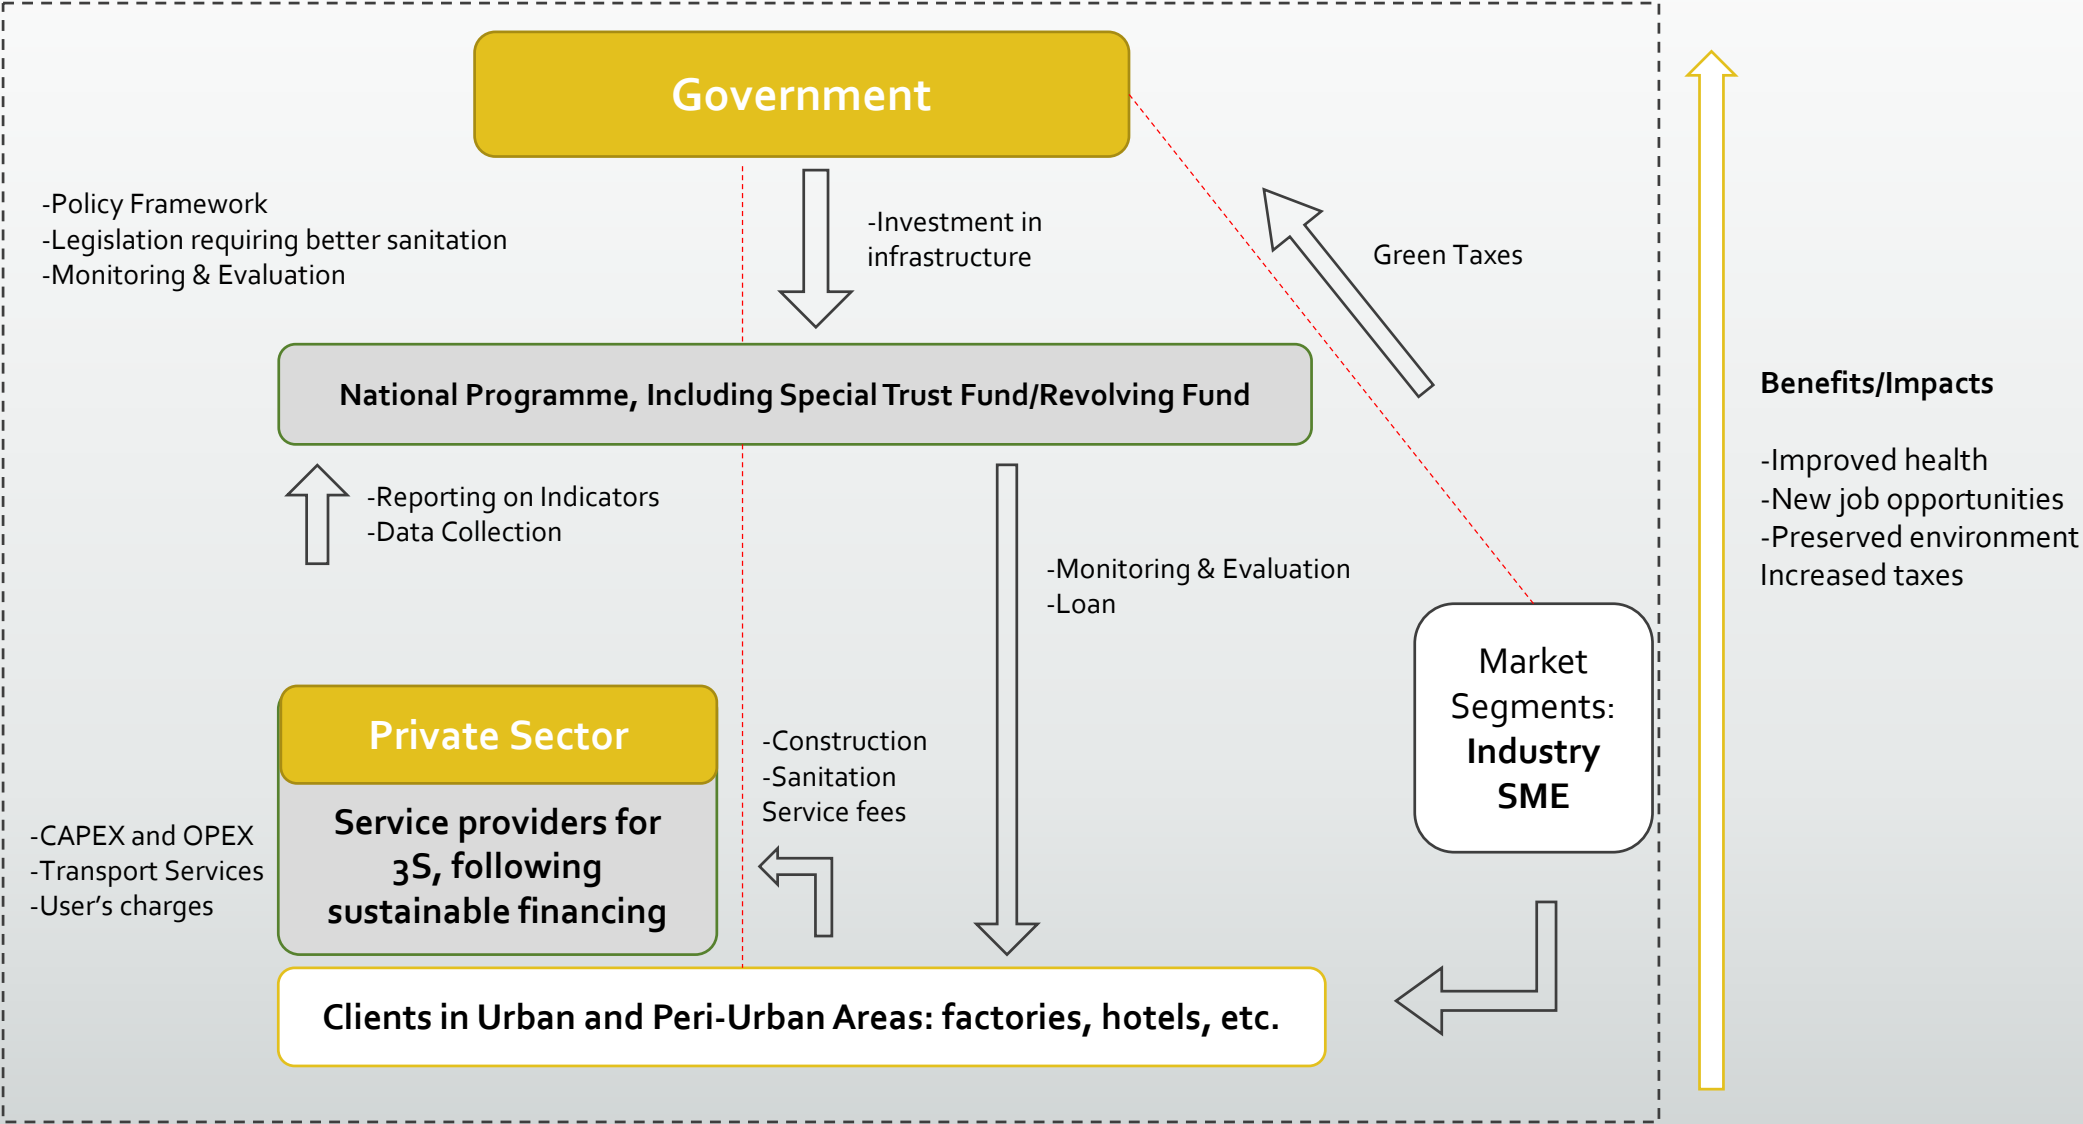 Government
-Policy Framework
-Legislation requiring better sanitation
-Monitoring & Evaluation
-Investment in
infrastructure
Green Taxes
National Programme, Including Special Trust Fund/Revolving Fund
-Reporting on Indicators
-Data Collection
-Monitoring & Evaluation
-Loan
Private Sector
Service providers for
3S, following
sustainable financing
-CAPEX and OPEX
-Transport Services
-User’s charges
-Construction
-Sanitation
Service fees
Market
Segments:
Industry
SME
Clients in Urban and Peri-Urban Areas: factories, hotels, etc.
Benefits/Impacts
-Improved health
-New job opportunities
-Preserved environment
Increased taxes